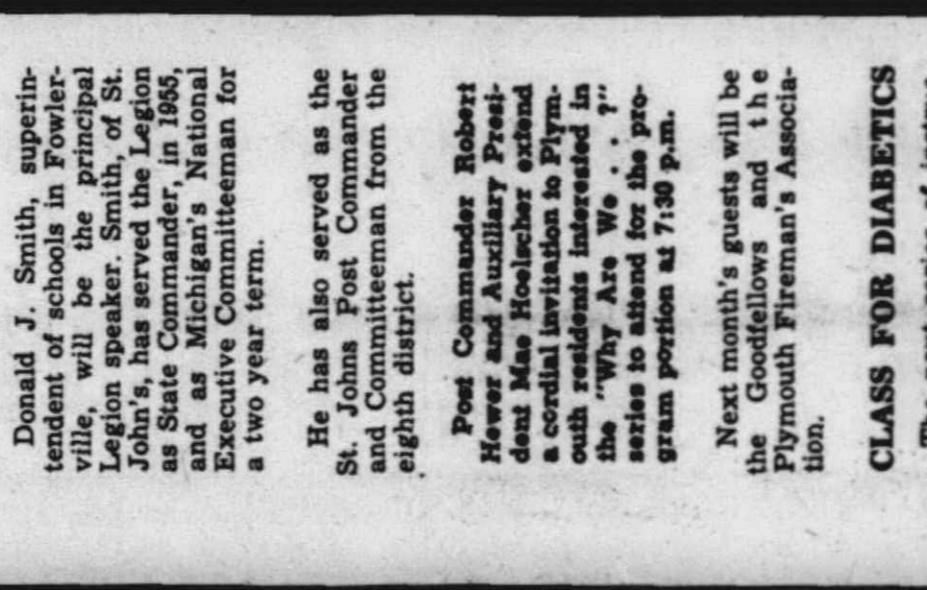 Donald J. Smith, superin-
tendent of schools in Fowler-
ville, will be the principal
Legion speaker. Smith, of St.
John's, has served the Legion
as State Commander, in 1955,
and as Michigan's National
Executive Committeeman for
a two year term.
He has also served as the
St. Johns Post Commander
and Committeeman from the
eighth district.
Post Commander Robert
Hower and Auxiliary Presi-
dent Mae Hoelscher extend
a cordial invitation to Plym-
outh residents interested in
the "Why Are We . . ?"
series to attend for the pro-
gram portion at 7:30 p.m.
Next month's guests will be
the Goodfellows and the
Plymouth Fireman's Associa-
tion.
CLASS FOR DIABETICS